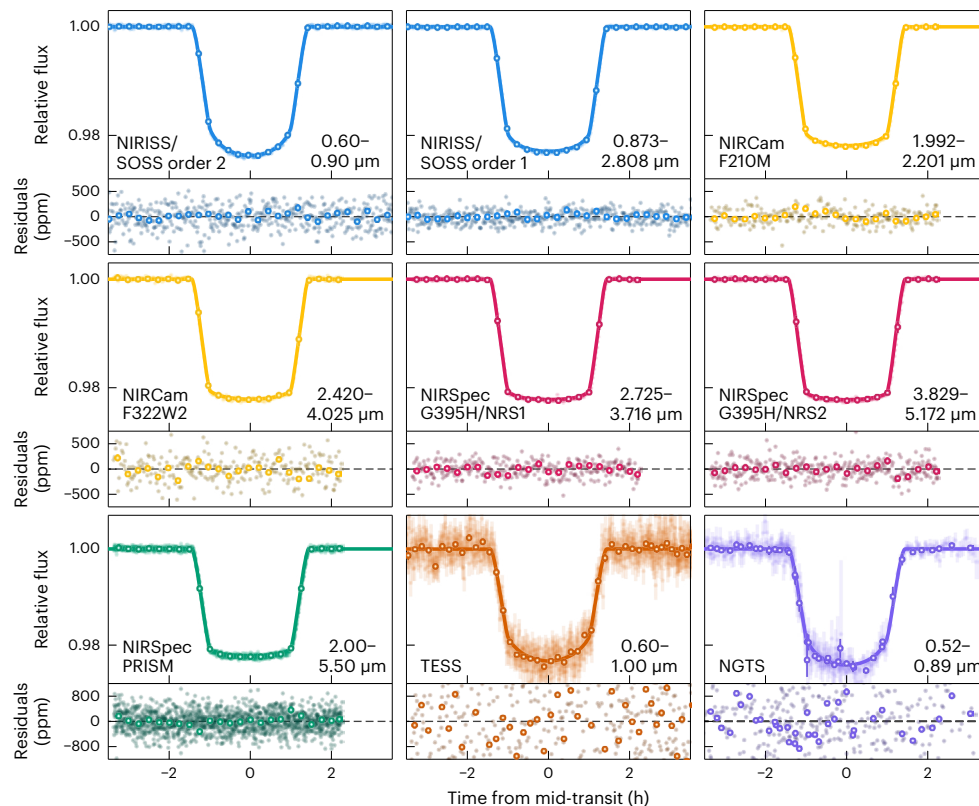 Relative flux
1.00
0.98
NIRISS/
SOSS order 2
0.60–
0.90 μm
NIRISS/
SOSS order 1
0.873–
2.808 μm
NIRCam
F210M
1.992–
2.201 μm
Residuals
(ppm)
500
0
−500
Relative flux
1.00
0.98
NIRCam
F322W2
2.420–
4.025 μm
NIRSpec
G395H/NRS1
2.725–
3.716 μm
NIRSpec
G395H/NRS2
3.829–
5.172 μm
Residuals
(ppm)
500
0
−500
Relative flux
1.00
0.98
NIRSpec
PRISM
2.00–
5.50 μm
TESS
0.60–
1.00 μm
NGTS
0.52–
0.89 μm
Residuals
(ppm)
800
0
−800
−2 0 2
−2 0 2
−2 0 2
Time from mid-transit (h)